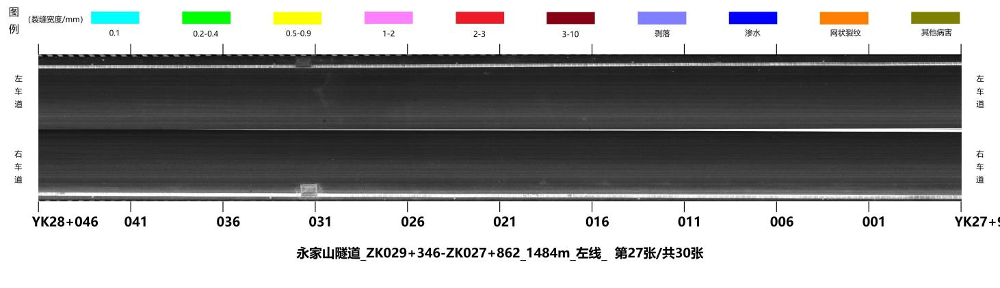 图例
(裂缝宽度/mm)
0.1 0.2-0.4 0.5-0.9 1-2 2-3 3-10 剥落 渗水 网状裂纹 其他病害
左车道 左车道
右车道 右车道
YK28+046 041 036 031 026 021 016 011 006 001 YK27+9
永家山隧道_ZK029+346-ZK027+862_1484m_左线_ 第27张/共30张